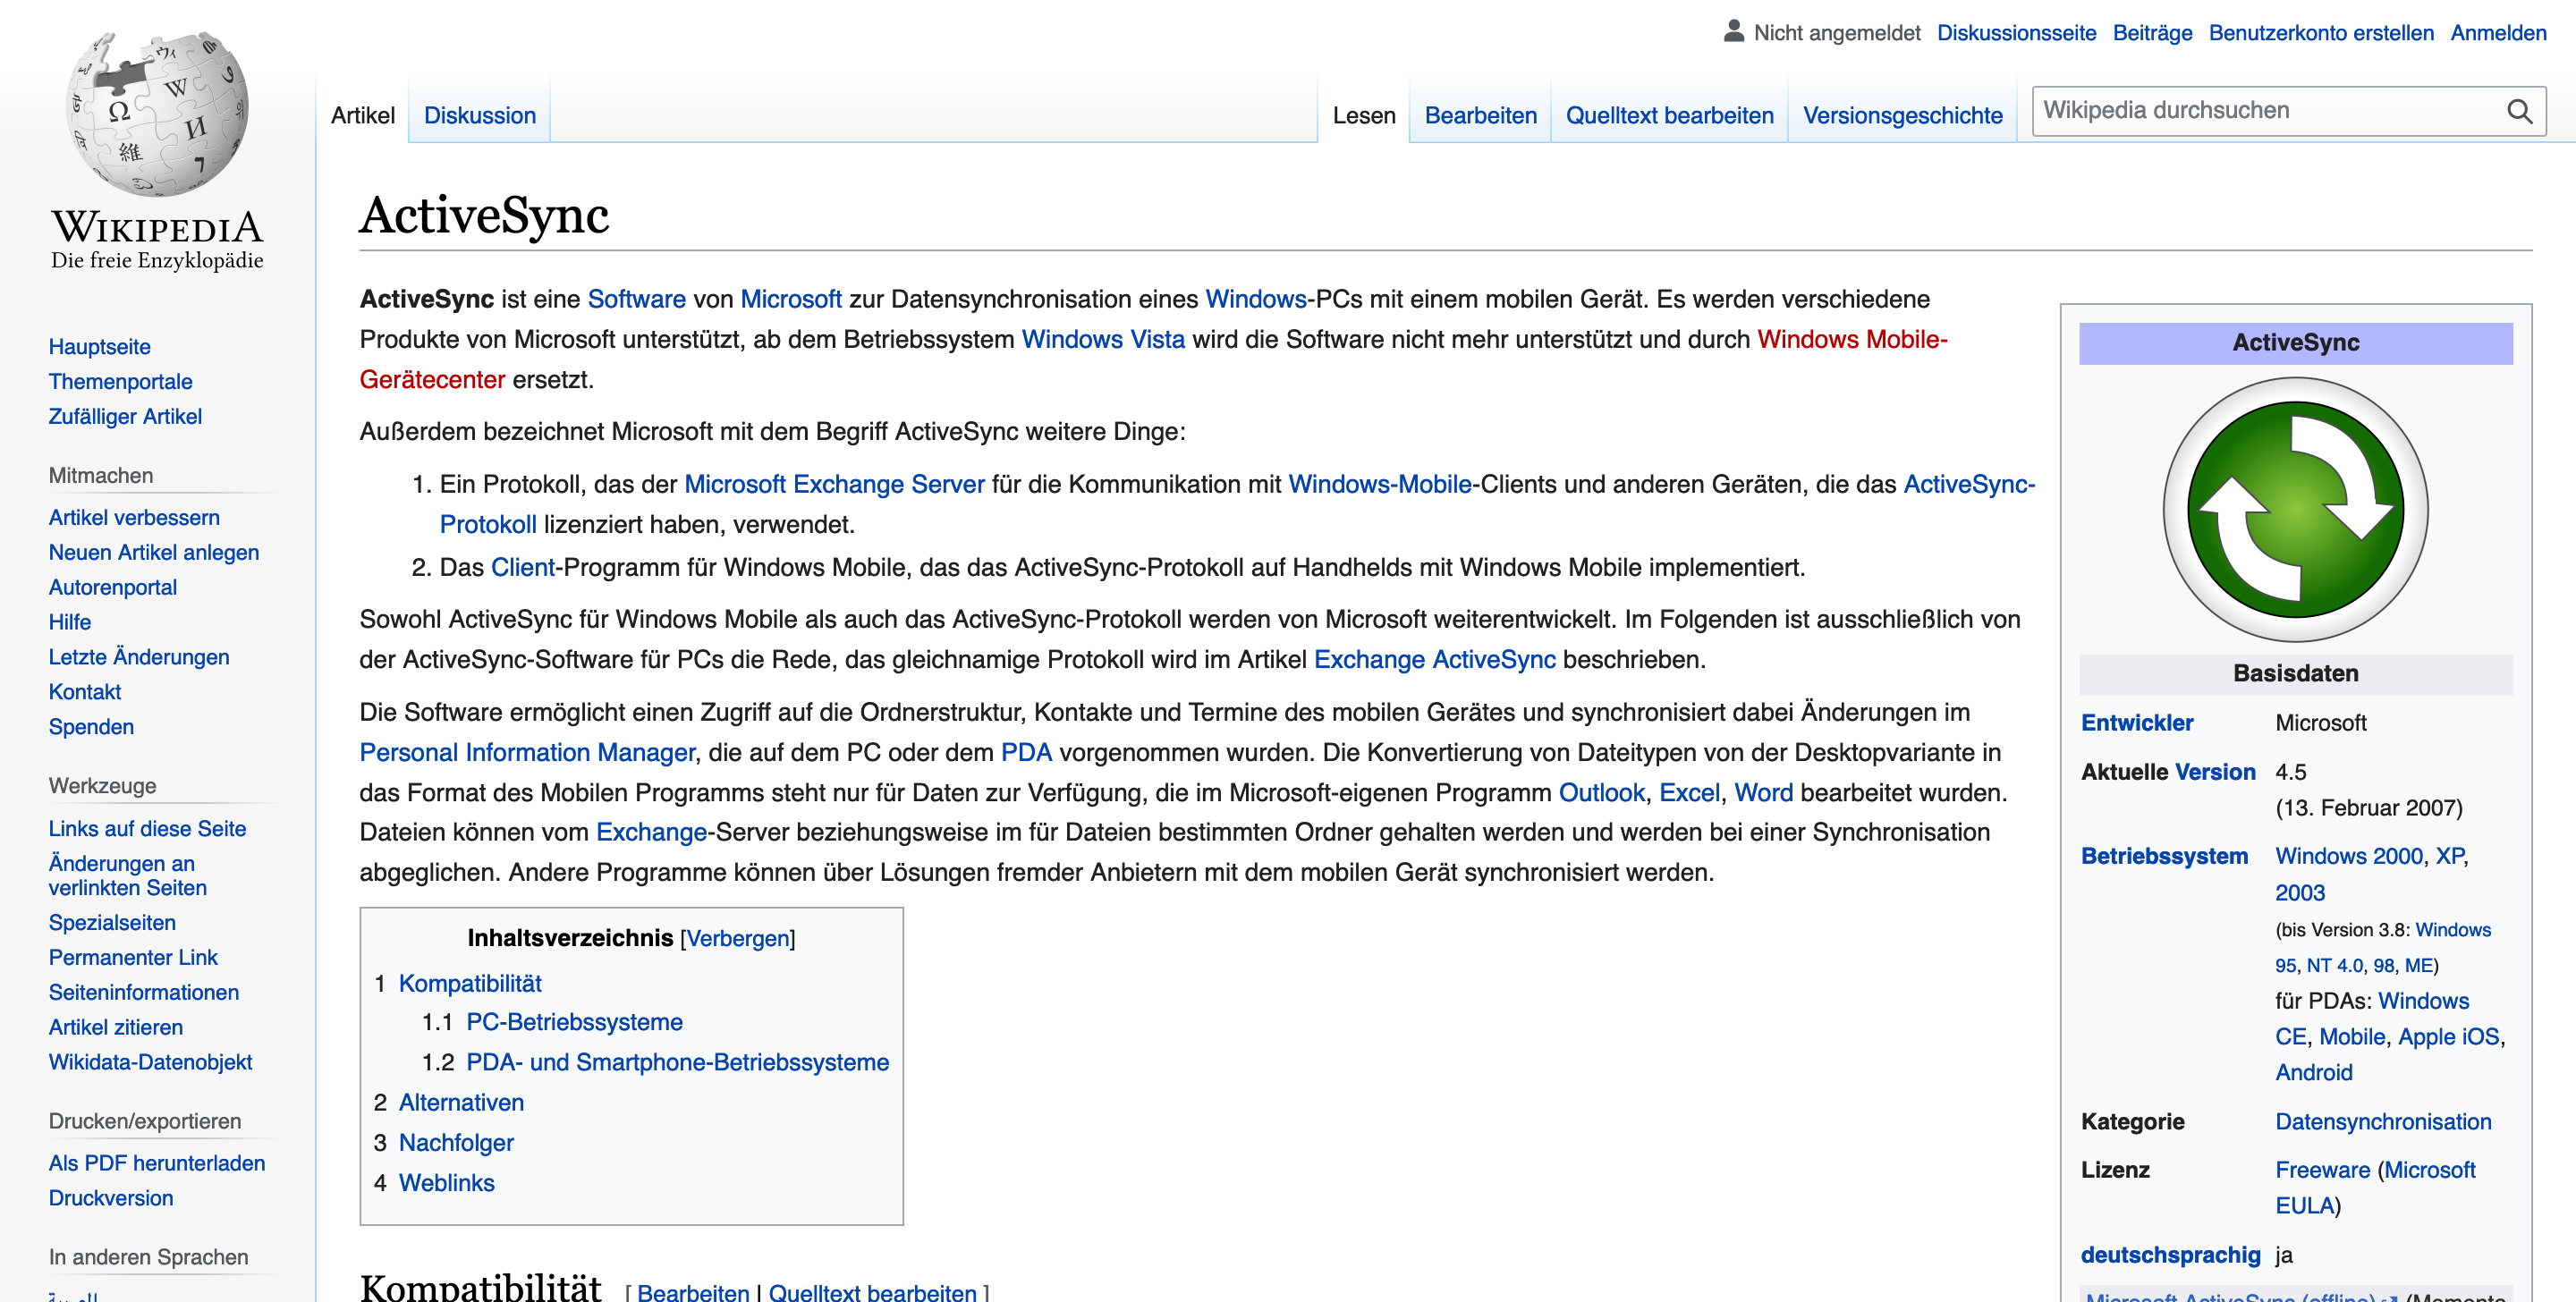 Nicht angemeldet Diskussionsseite Beiträge Benutzerkonto erstellen Anmelden
Artikel Diskussion Lesen Bearbeiten Quelltext bearbeiten Versionsgeschichte Wikipedia durchsuchen
WIKIPEDIA
Die freie Enzyklopädie
Hauptseite
Themenportale
Zufälliger Artikel
Mitmachen
Artikel verbessern
Neuen Artikel anlegen
Autorenportal
Hilfe
Letzte Änderungen
Kontakt
Spenden
Werkzeuge
Links auf diese Seite
Änderungen an
verlinkten Seiten
Spezialseiten
Permanenter Link
Seiteninformationen
Artikel zitieren
Wikidata-Datenobjekt
Drucken/exportieren
Als PDF herunterladen
Druckversion
In anderen Sprachen
العربية
ActiveSync
ActiveSync ist eine Software von Microsoft zur Datensynchronisation eines Windows-PCs mit einem mobilen Gerät. Es werden verschiedene
Produkte von Microsoft unterstützt, ab dem Betriebssystem Windows Vista wird die Software nicht mehr unterstützt und durch Windows Mobile-
Gerätecenter ersetzt.
Außerdem bezeichnet Microsoft mit dem Begriff ActiveSync weitere Dinge:
1. Ein Protokoll, das der Microsoft Exchange Server für die Kommunikation mit Windows-Mobile-Clients und anderen Geräten, die das ActiveSync-
Protokoll lizenziert haben, verwendet.
2. Das Client-Programm für Windows Mobile, das das ActiveSync-Protokoll auf Handhelds mit Windows Mobile implementiert.
Sowohl ActiveSync für Windows Mobile als auch das ActiveSync-Protokoll werden von Microsoft weiterentwickelt. Im Folgenden ist ausschließlich von
der ActiveSync-Software für PCs die Rede, das gleichnamige Protokoll wird im Artikel Exchange ActiveSync beschrieben.
Die Software ermöglicht einen Zugriff auf die Ordnerstruktur, Kontakte und Termine des mobilen Gerätes und synchronisiert dabei Änderungen im
Personal Information Manager, die auf dem PC oder dem PDA vorgenommen wurden. Die Konvertierung von Dateitypen von der Desktopvariante in
das Format des Mobilen Programms steht nur für Daten zur Verfügung, die im Microsoft-eigenen Programm Outlook, Excel, Word bearbeitet wurden.
Dateien können vom Exchange-Server beziehungsweise im für Dateien bestimmten Ordner gehalten werden und werden bei einer Synchronisation
abgeglichen. Andere Programme können über Lösungen fremder Anbietern mit dem mobilen Gerät synchronisiert werden.
Inhaltsverzeichnis [Verbergen]
1 Kompatibilität
1.1 PC-Betriebssysteme
1.2 PDA- und Smartphone-Betriebssysteme
2 Alternativen
3 Nachfolger
4 Weblinks
Kompatibilität [ Bearbeiten | Quelltext bearbeiten ]
ActiveSync
Basisdaten
Entwickler Microsoft
Aktuelle Version 4.5
(13. Februar 2007)
Betriebssystem Windows 2000, XP,
2003
(bis Version 3.8: Windows
95, NT 4.0, 98, ME)
für PDAs: Windows
CE, Mobile, Apple iOS,
Android
Kategorie Datensynchronisation
Lizenz Freeware (Microsoft
EULA)
deutschsprachig ja
Microsoft ActiveSync (offline) (Memento